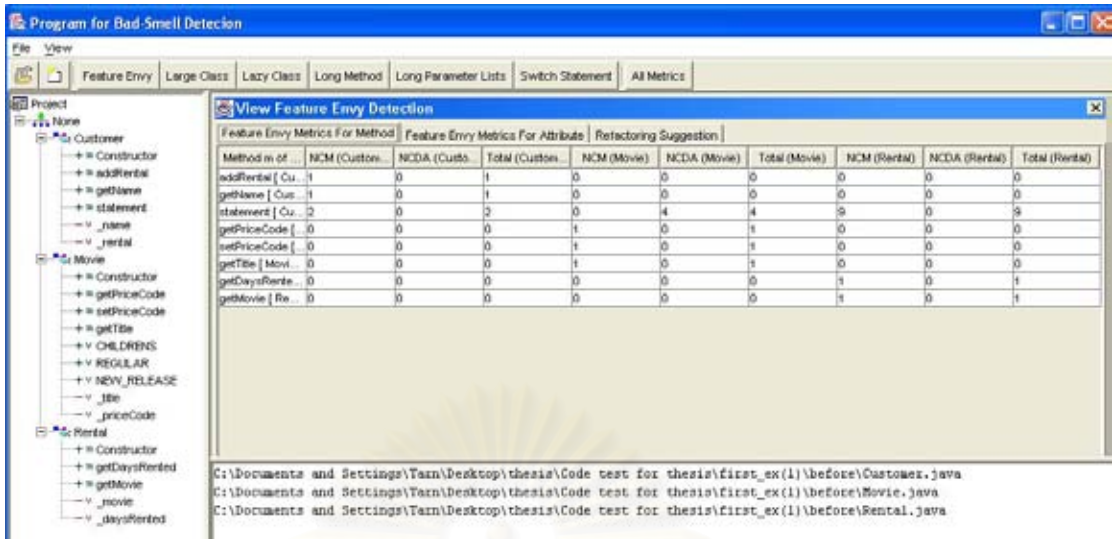 Program for Bad-Smell Detecion
File View
Feature Envy Large Class Lazy Class Long Method Long Parameter Lists Switch Statement All Metrics
Project
None
Customer
+ m Constructor
+ m addRental
+ m getName
+ m statement
- v _name
- v _rental
Movie
+ m Constructor
+ m getPriceCode
+ m setPriceCode
+ m getTitle
+ v CHILDRENS
+ v REGULAR
+ v NEW_RELEASE
- v _title
- v _priceCode
Rental
+ m Constructor
+ m getDaysRented
+ m getMovie
- v _movie
- v _daysRented
View Feature Envy Detection
Feature Envy Metrics For Method Feature Envy Metrics For Attribute Refactoring Suggestion
Method m of ... NCM (Custom... NCDA (Custo... Total (Custom... NCM (Movie) NCDA (Movie) Total (Movie) NCM (Rental) NCDA (Rental) Total (Rental)
addRental [ Cu... 1 0 1 0 0 0 0 0 0
getName [ Cus... 1 0 1 0 0 0 0 0 0
statement [ Cu... 2 0 2 0 4 4 9 0 9
getPriceCode [... 0 0 0 1 0 1 0 0 0
setPriceCode [... 0 0 0 1 0 1 0 0 0
getTitle [ Movi... 0 0 0 1 0 1 0 0 0
getDaysRente... 0 0 0 0 0 0 1 0 1
getMovie [ Re... 0 0 0 0 0 0 1 0 1
C:\Documents and Settings\Tarn\Desktop\thesis\Code test for thesis\first_ex(1)\before\Customer.java
C:\Documents and Settings\Tarn\Desktop\thesis\Code test for thesis\first_ex(1)\before\Movie.java
C:\Documents and Settings\Tarn\Desktop\thesis\Code test for thesis\first_ex(1)\before\Rental.java